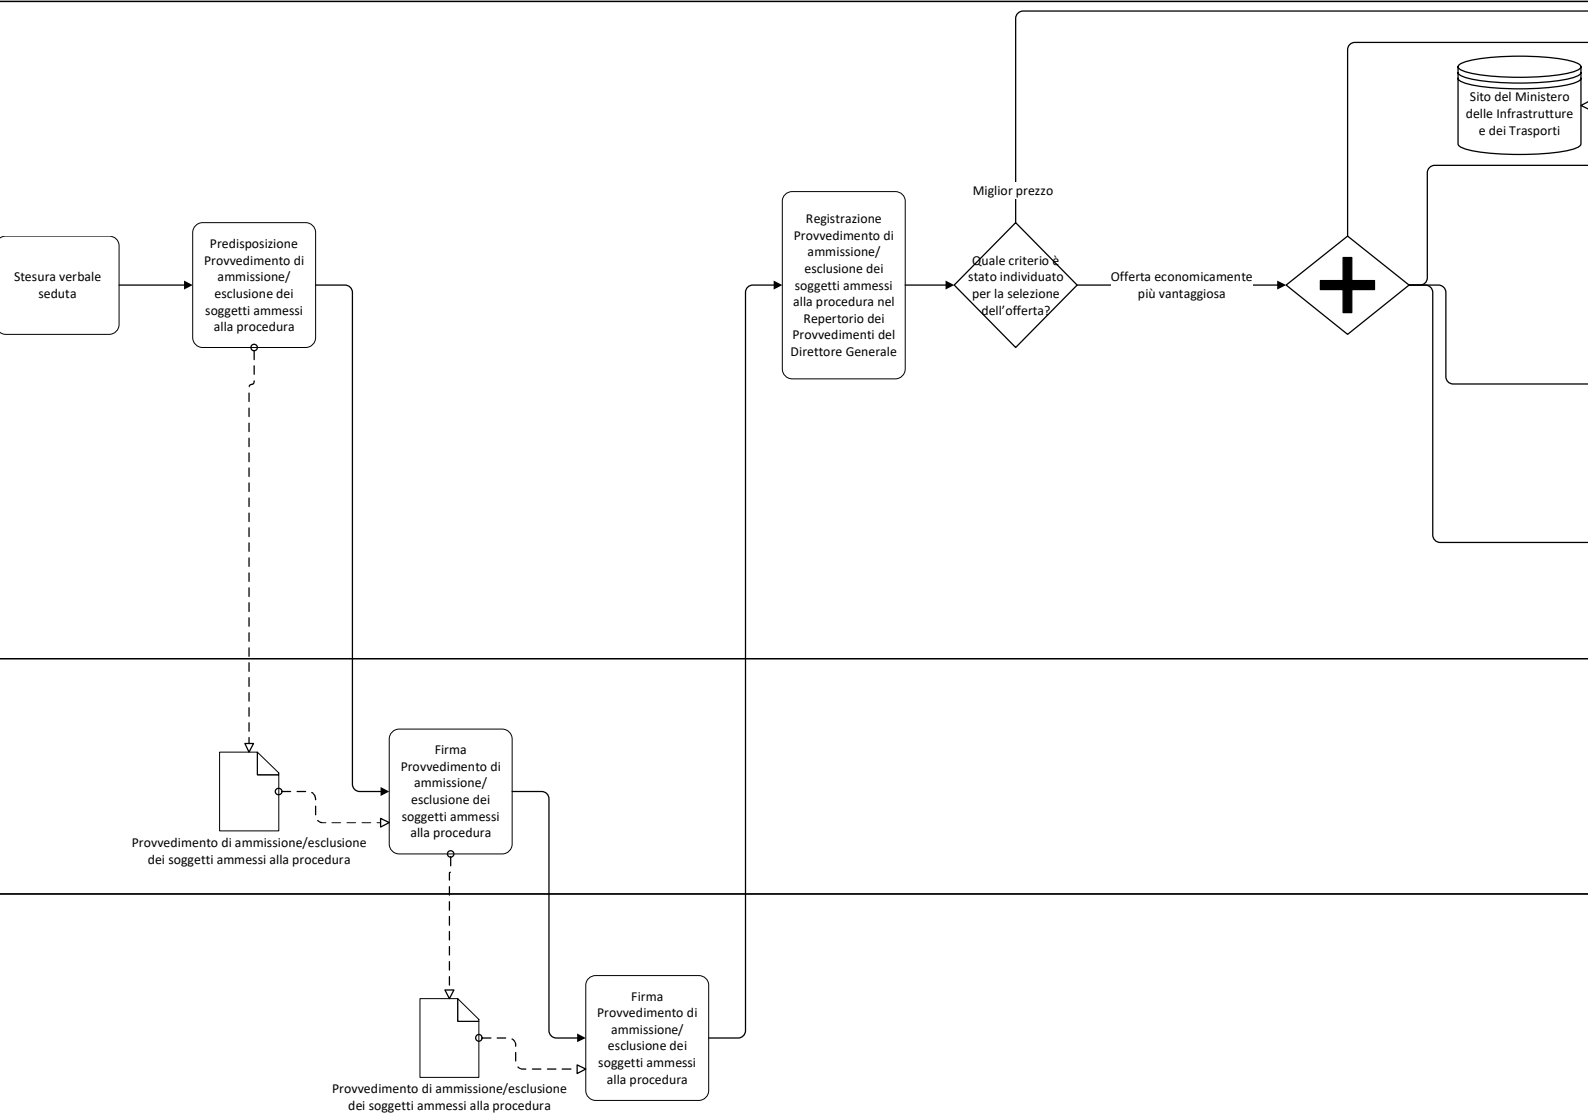 Sito del Ministero
delle Infrastrutture
e dei Trasporti
Miglior prezzo
Stesura verbale
seduta
Predisposizione
Provvedimento di
ammissione/
esclusione dei
soggetti ammessi
alla procedura
Registrazione
Provvedimento di
ammissione/
esclusione dei
soggetti ammessi
alla procedura nel
Repertorio dei
Provvedimenti del
Direttore Generale
Quale criterio è
stato individuato
per la selezione
dell’offerta?
Offerta economicamente
più vantaggiosa
Firma
Provvedimento di
ammissione/
esclusione dei
soggetti ammessi
alla procedura
Provvedimento di ammissione/esclusione
dei soggetti ammessi alla procedura
Firma
Provvedimento di
ammissione/
esclusione dei
soggetti ammessi
alla procedura
Provvedimento di ammissione/esclusione
dei soggetti ammessi alla procedura